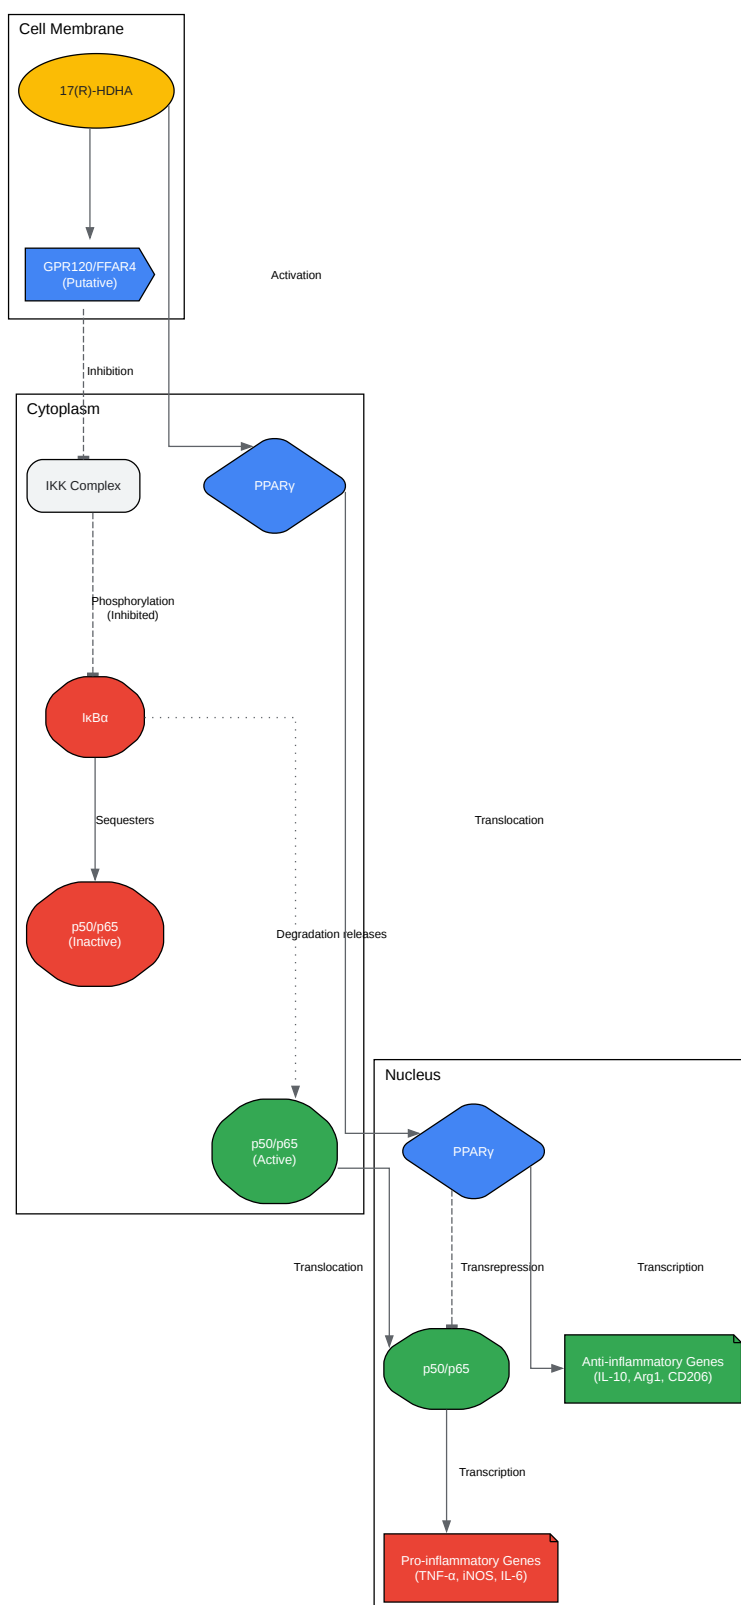 Cell Membrane
17(R)-HDHA
GPR120/FFAR4
(Putative)
Activation
Inhibition
Cytoplasm
IKK Complex
PPARγ
Phosphorylation
(Inhibited)
IκBα
Sequesters
Translocation
p50/p65
(Inactive)
Degradation releases
Nucleus
p50/p65
(Active)
PPARγ
Translocation
Transrepression
Transcription
p50/p65
Anti-inflammatory Genes
(IL-10, Arg1, CD206)
Transcription
Pro-inflammatory Genes
(TNF-α, iNOS, IL-6)